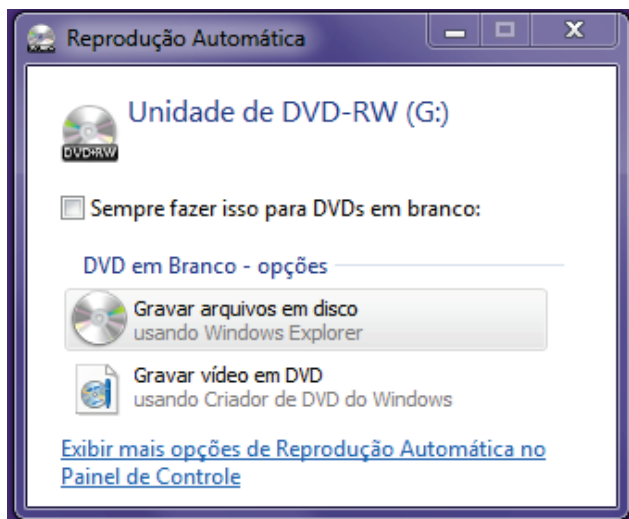 Reprodução Automática
Unidade de DVD-RW (G:)
DVD+RW
Sempre fazer isso para DVDs em branco:
DVD em Branco - opções
Gravar arquivos em disco
usando Windows Explorer
Gravar vídeo em DVD
usando Criador de DVD do Windows
Exibir mais opções de Reprodução Automática no
Painel de Controle